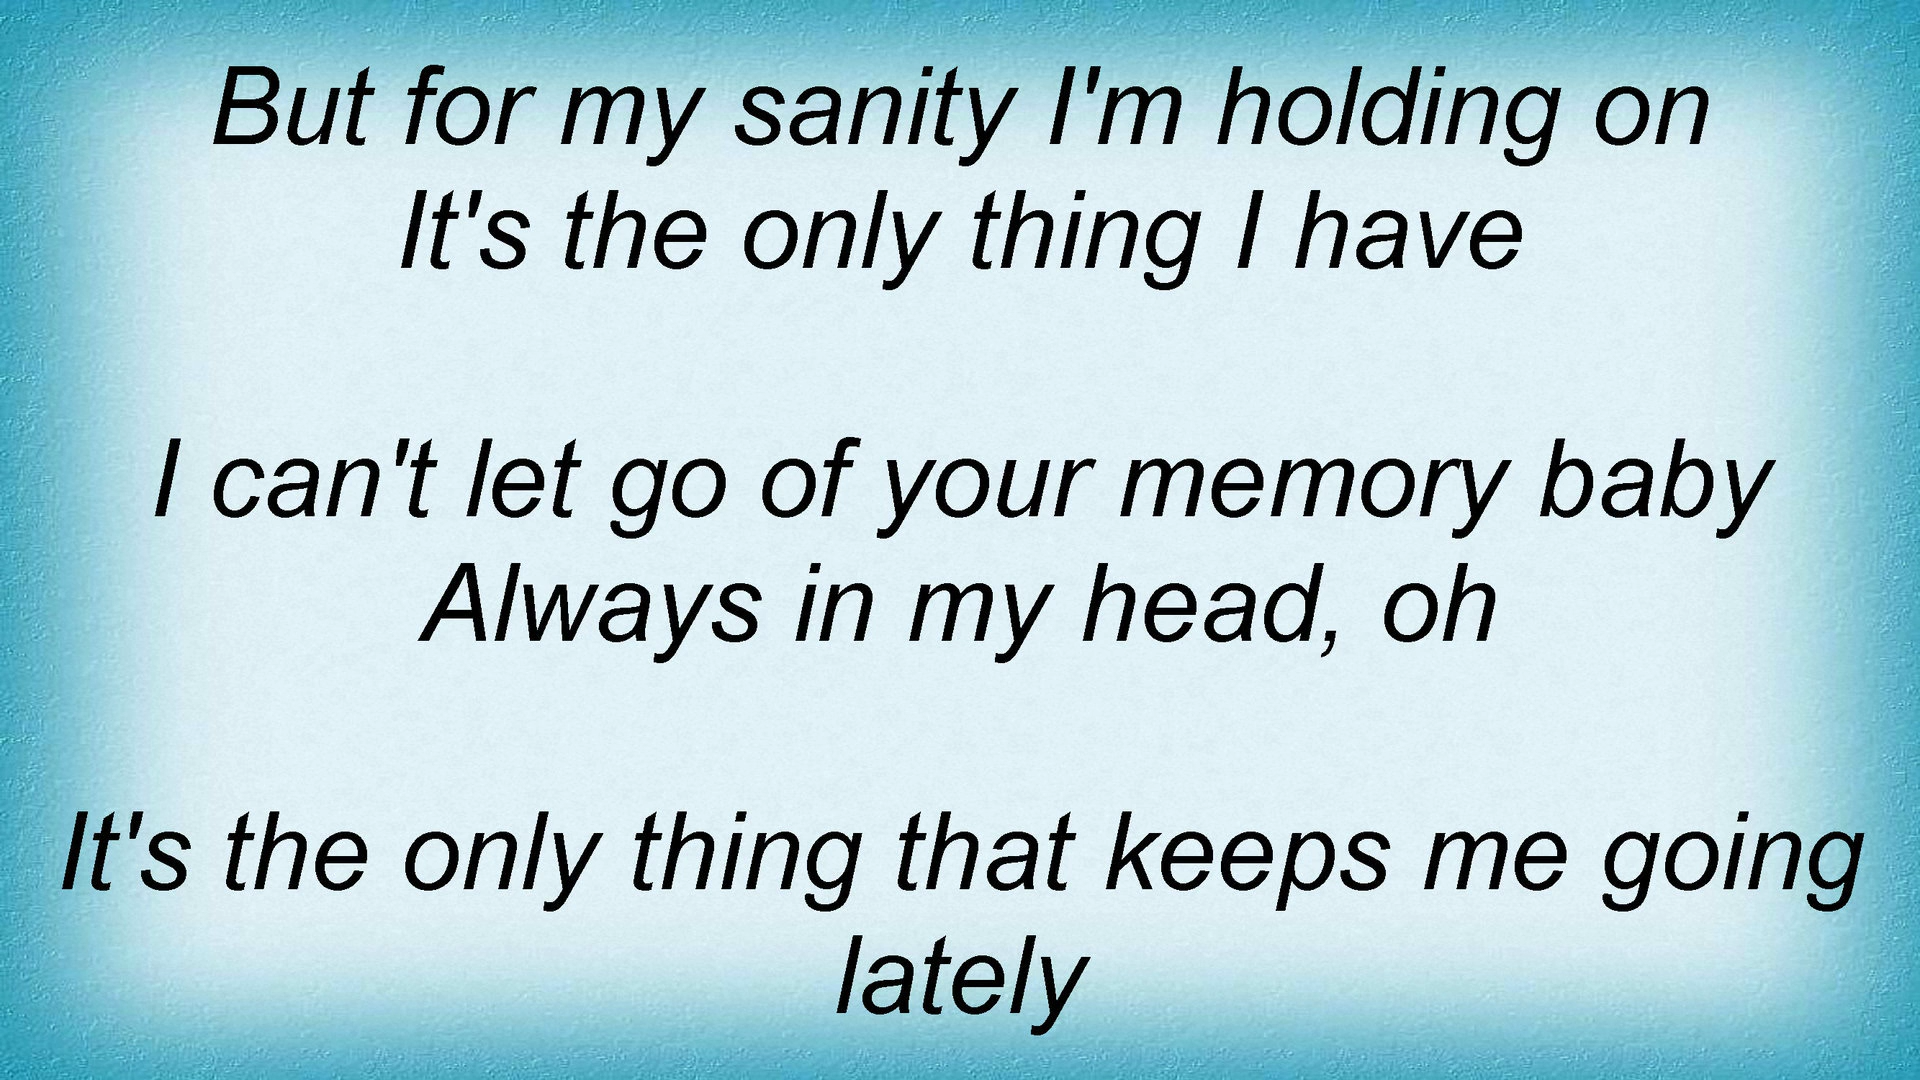 But for my sanity I'm holding on
It's the only thing I have
I can't let go of your memory baby
Always in my head, oh
It's the only thing that keeps me going
lately